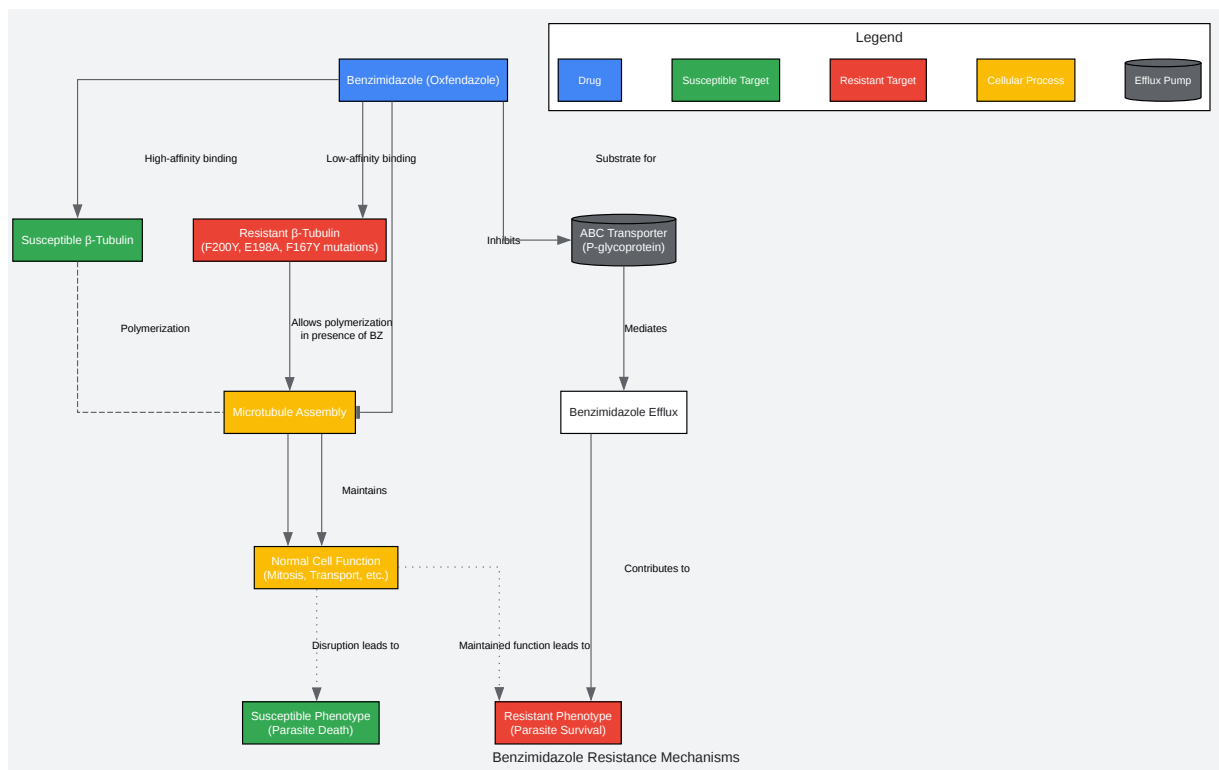 Legend
Drug
Susceptible Target
Resistant Target
Cellular Process
Efflux Pump
Benzimidazole (Oxfendazole)
High-affinity binding
Low-affinity binding
Substrate for
Susceptible β-Tubulin
Resistant β-Tubulin
(F200Y, E198A, F167Y mutations)
Inhibits
ABC Transporter
(P-glycoprotein)
Polymerization
Allows polymerization
in presence of BZ
Mediates
Microtubule Assembly
Benzimidazole Efflux
Maintains
Normal Cell Function
(Mitosis, Transport, etc.)
Contributes to
Disruption leads to
Maintained function leads to
Susceptible Phenotype
(Parasite Death)
Resistant Phenotype
(Parasite Survival)
Benzimidazole Resistance Mechanisms